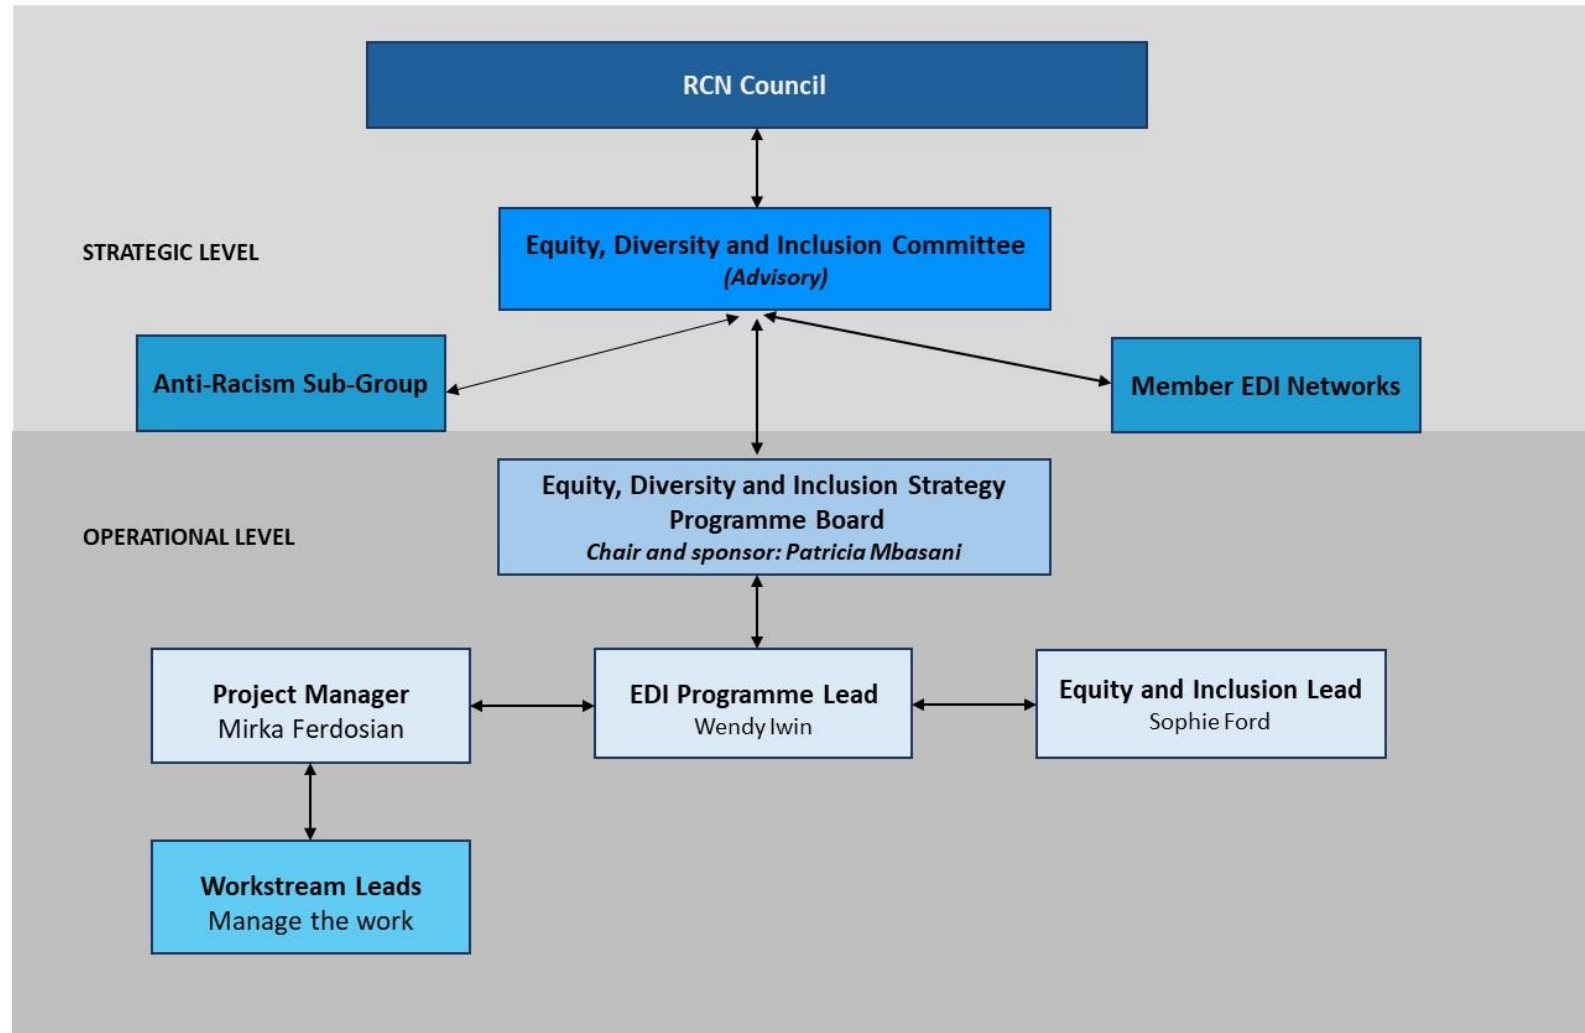 RCN Council
STRATEGIC LEVEL
Equity, Diversity and Inclusion Committee
(Advisory)
Anti-Racism Sub-Group
Member EDI Networks
OPERATIONAL LEVEL
Equity, Diversity and Inclusion Strategy
Programme Board
Chair and sponsor: Patricia Mbasani
Project Manager
Mirka Ferdosian
EDI Programme Lead
Wendy Iwin
Equity and Inclusion Lead
Sophie Ford
Workstream Leads
Manage the work